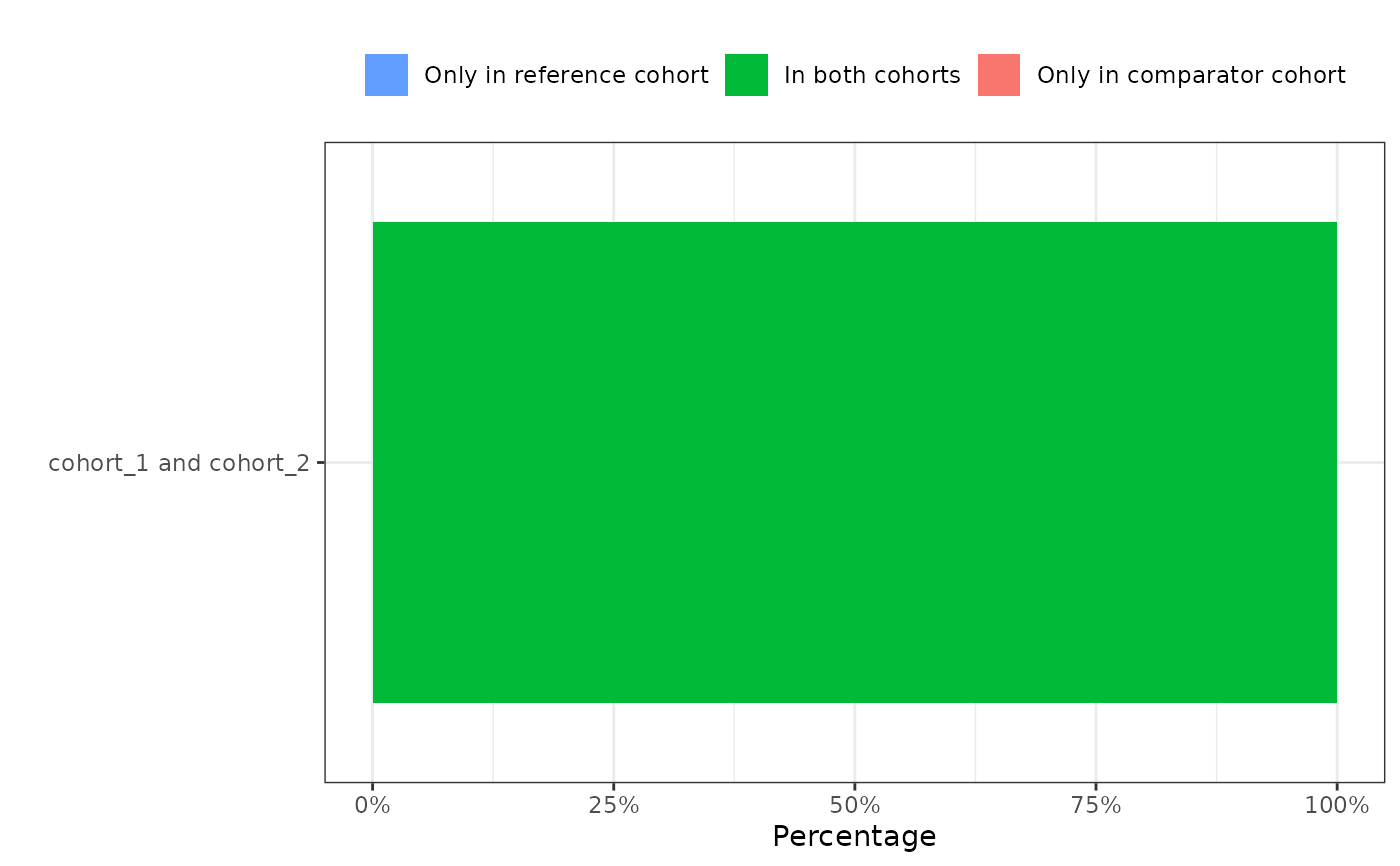 Only in reference cohort In both cohorts Only in comparator cohort
cohort_1 and cohort_2
0% 25% 50% 75% 100%
Percentage